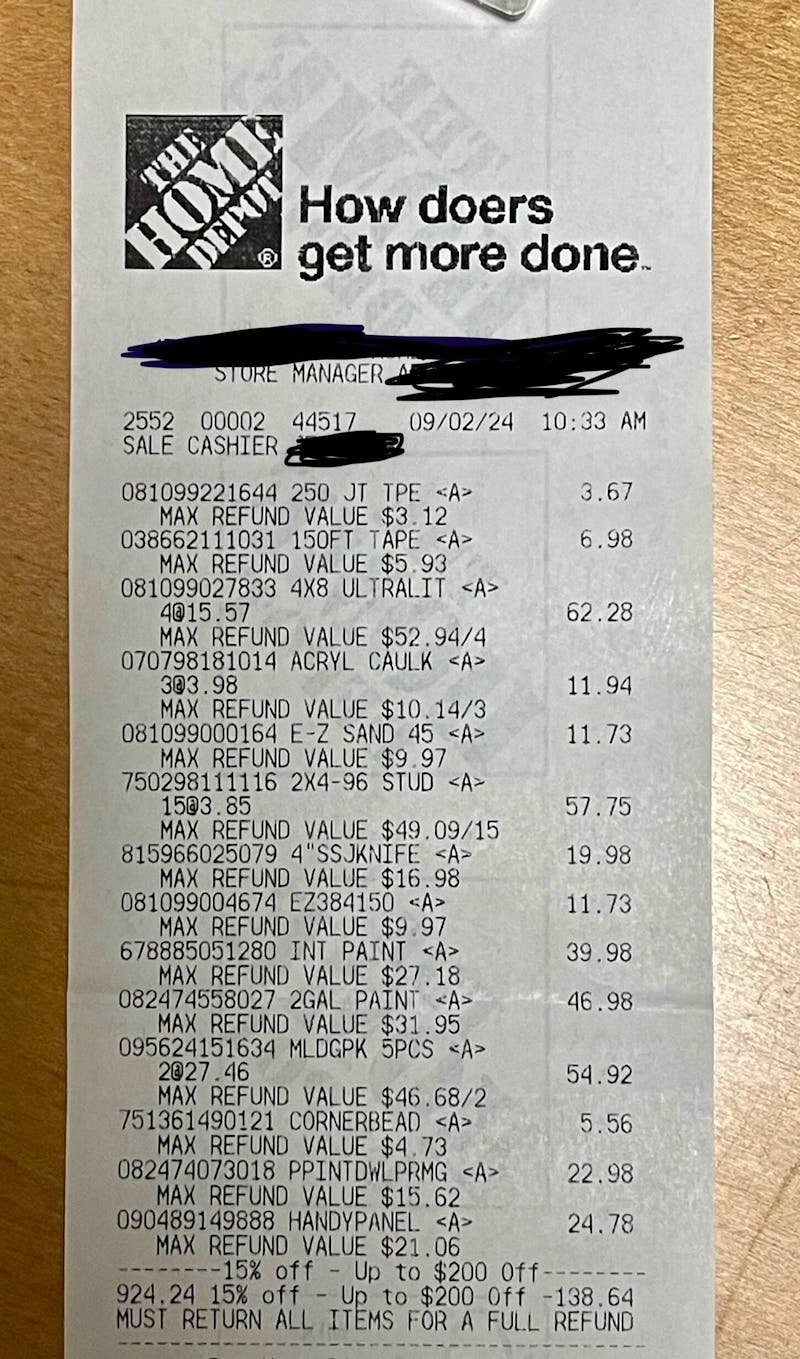 THE
HOME
DEPOT
®
How doers
get more done.™
STORE MANAGER
2552 00002 44517 09/02/24 10:33 AM
SALE CASHIER
081099221644 250 JT TPE <A> 3.67
MAX REFUND VALUE $3.12
038662111031 150FT TAPE <A> 6.98
MAX REFUND VALUE $5.93
081099027833 4X8 ULTRALIT <A>
4@15.57 62.28
MAX REFUND VALUE $52.94/4
070798181014 ACRYL CAULK <A>
3@3.98 11.94
MAX REFUND VALUE $10.14/3
081099000164 E-Z SAND 45 <A> 11.73
MAX REFUND VALUE $9.97
750298111116 2X4-96 STUD <A>
15@3.85 57.75
MAX REFUND VALUE $49.09/15
815966025079 4"SSJKNIFE <A> 19.98
MAX REFUND VALUE $16.98
081099004674 EZ384150 <A> 11.73
MAX REFUND VALUE $9.97
678885051280 INT PAINT <A> 39.98
MAX REFUND VALUE $27.18
082474558027 2GAL PAINT <A> 46.98
MAX REFUND VALUE $31.95
095624151634 MLDGPK 5PCS <A>
2@27.46 54.92
MAX REFUND VALUE $46.68/2
751361490121 CORNERBEAD <A> 5.56
MAX REFUND VALUE $4.73
082474073018 PPINTDWLPRMG <A> 22.98
MAX REFUND VALUE $15.62
090489149888 HANDYPANEL <A> 24.78
MAX REFUND VALUE $21.06
--------15% off - Up to $200 Off--------
924.24 15% off - Up to $200 Off -138.64
MUST RETURN ALL ITEMS FOR A FULL REFUND
----------------------------------------